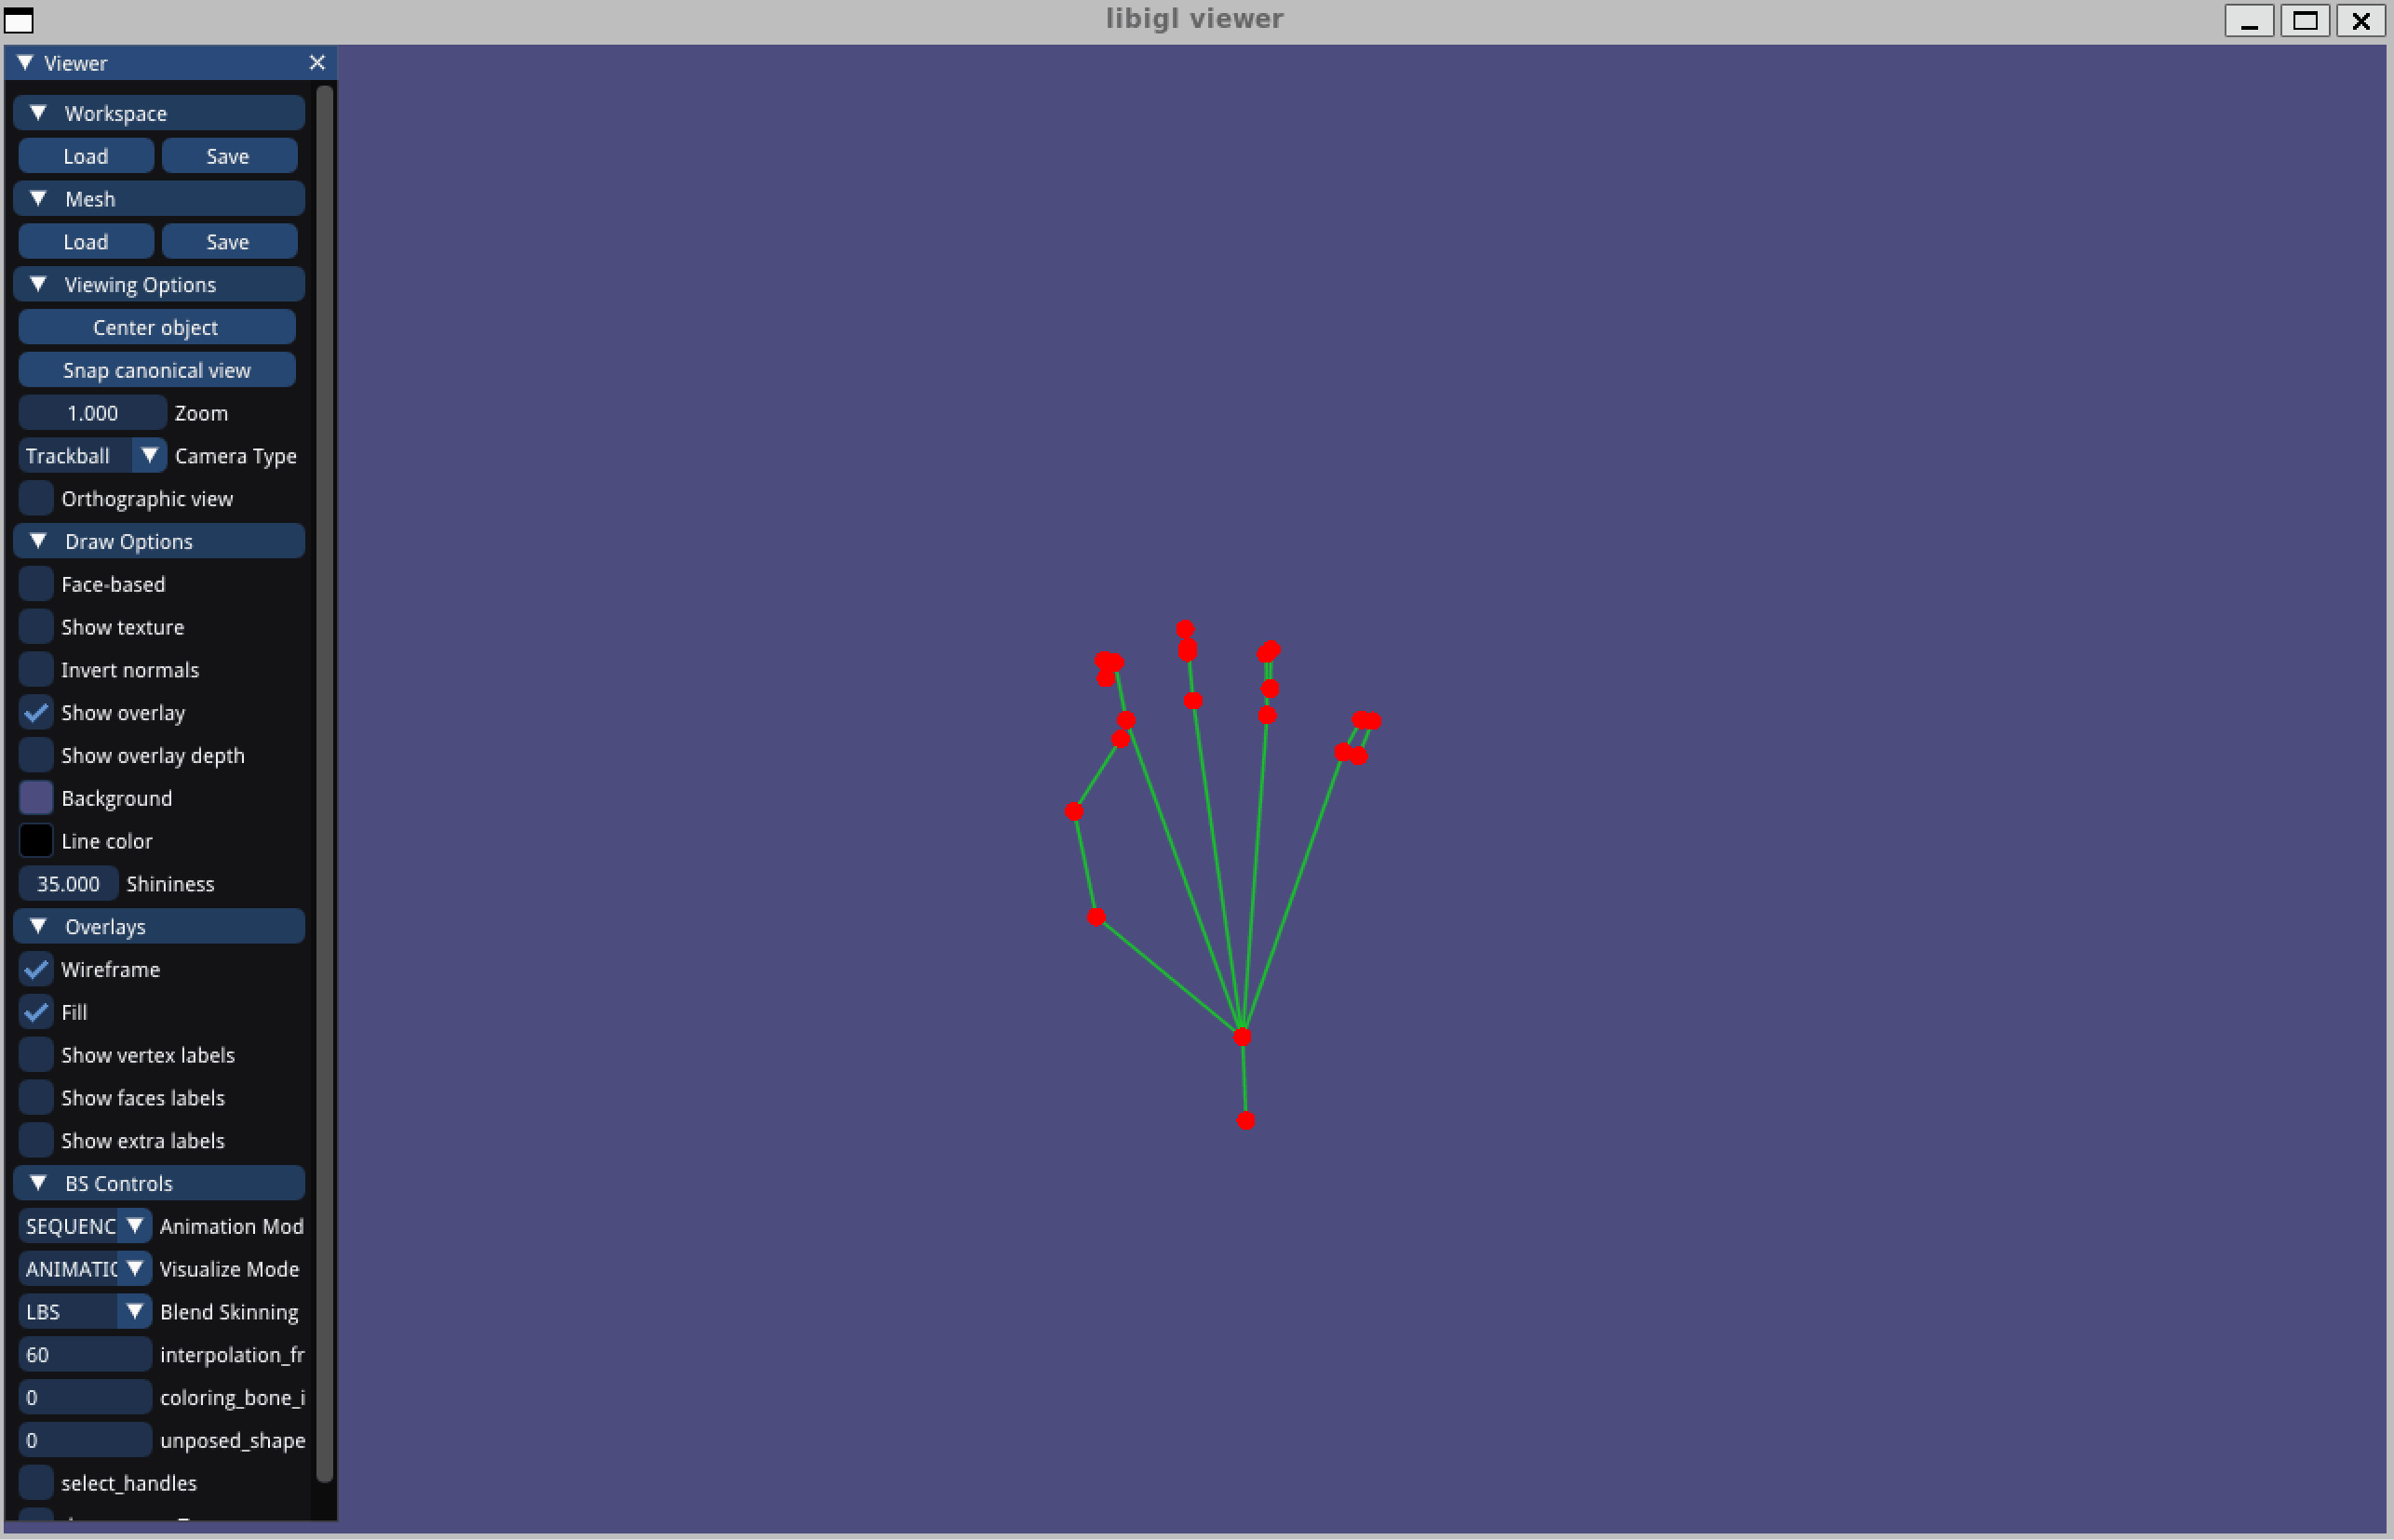 libigl viewer
Viewer
Workspace
Load Save
Mesh
Load Save
Viewing Options
Center object
Snap canonical view
1.000 Zoom
Trackball Camera Type
Orthographic view
Draw Options
Face-based
Show texture
Invert normals
Show overlay
Show overlay depth
Background
Line color
35.000 Shininess
Overlays
Wireframe
Fill
Show vertex labels
Show faces labels
Show extra labels
BS Controls
SEQUENC Animation Mod
ANIMATIC Visualize Mode
LBS Blend Skinning
60 interpolation_fr
0 coloring_bone_i
0 unposed_shape
select_handles